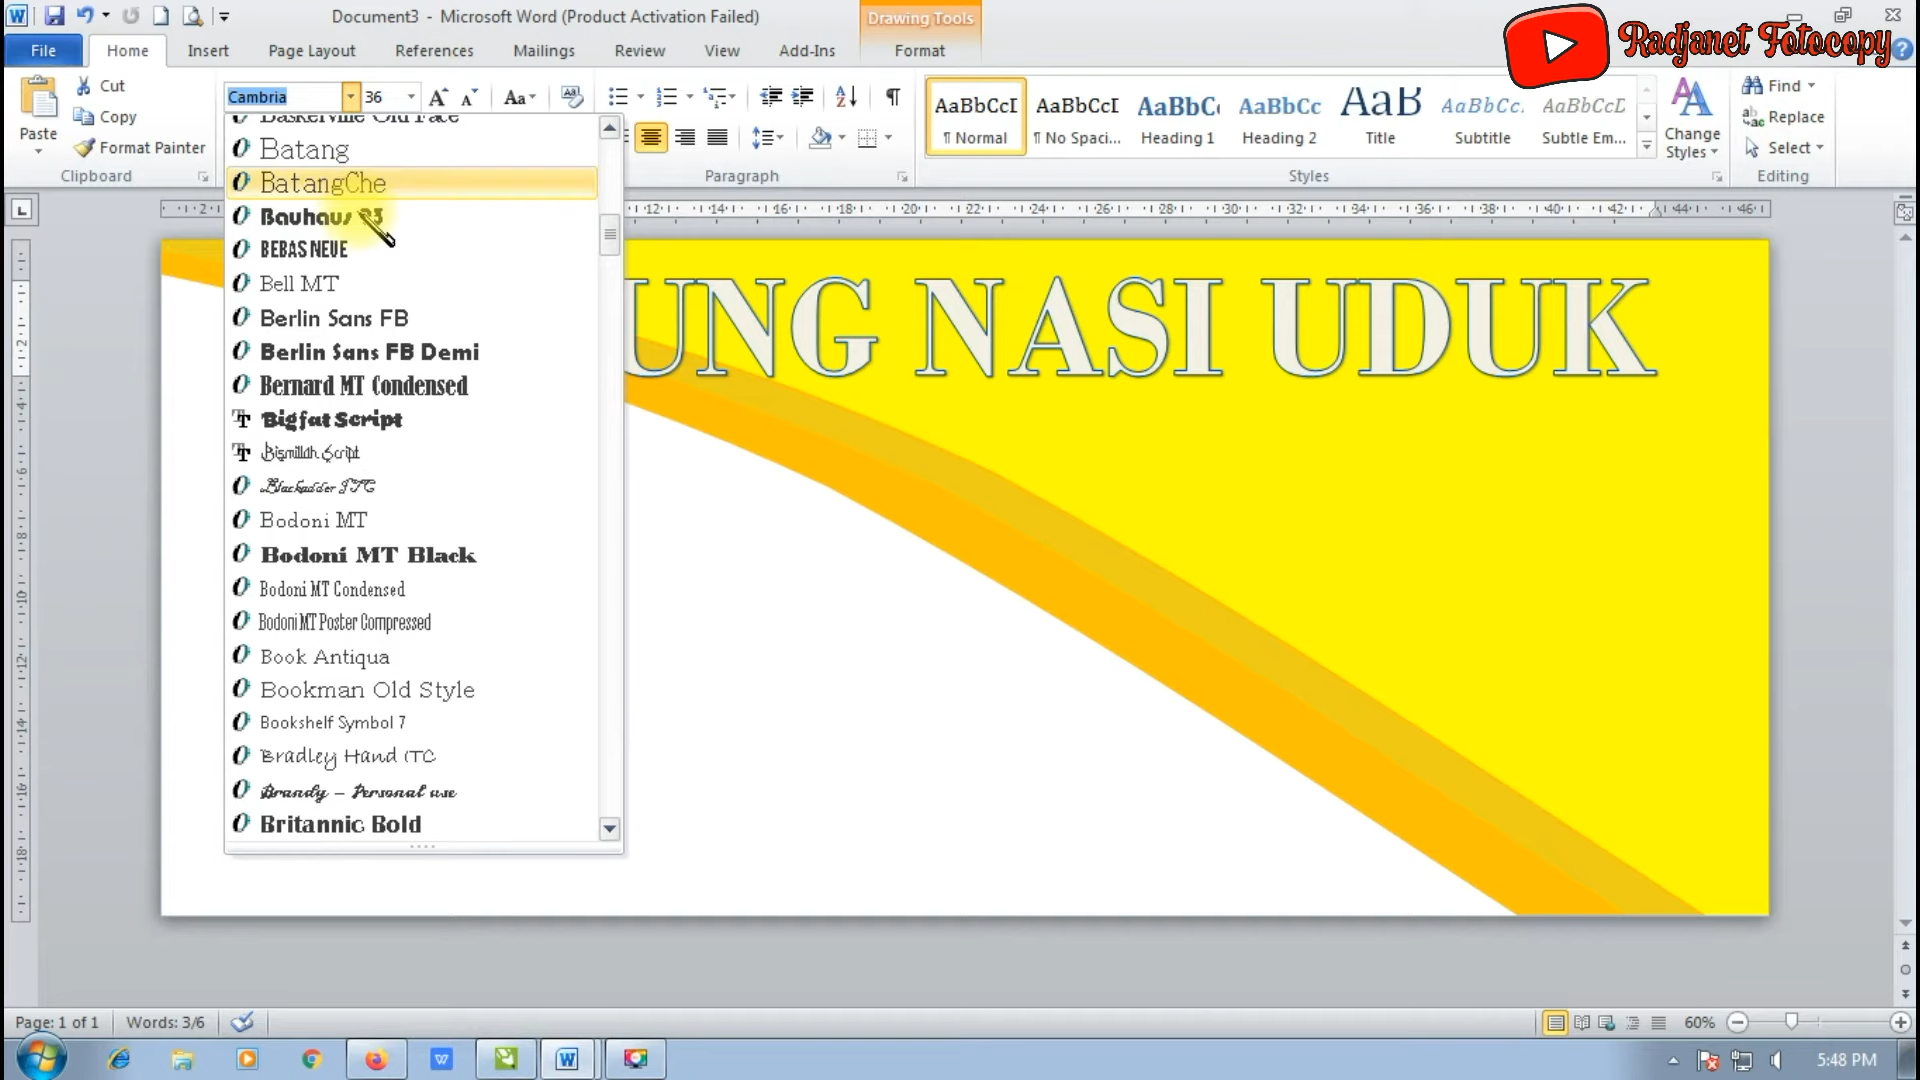 Document3 - Microsoft Word (Product Activation Failed)
Drawing Tools
Radjanet Fotocopy
File Home Insert Page Layout References Mailings Review View Add-Ins Format
Paste
Cut
Copy
Format Painter
Clipboard
Cambria 36
Aa
Paragraph
AaBbCcI
¶ Normal
AaBbCcI
¶ No Spaci...
AaBbC
Heading 1
AaBbCc
Heading 2
AaB
Title
AaBbCc.
Subtitle
AaBbCcL
Subtle Em...
Change
Styles
Styles
Find
Replace
Select
Editing
Baskerville Old Face
Batang
BatangChe
Bauhaus 93
BEBAS NEUE
Bell MT
Berlin Sans FB
Berlin Sans FB Demi
Bernard MT Condensed
Bigfat Script
Bismillah Script
Blackadder ITC
Bodoni MT
Bodoni MT Black
Bodoni MT Condensed
Bodoni MT Poster Compressed
Book Antiqua
Bookman Old Style
Bookshelf Symbol 7
Bradley Hand ITC
Brandy - Personal use
Britannic Bold
UNG NASI UDUK
Page: 1 of 1 Words: 3/6
60%
5:48 PM